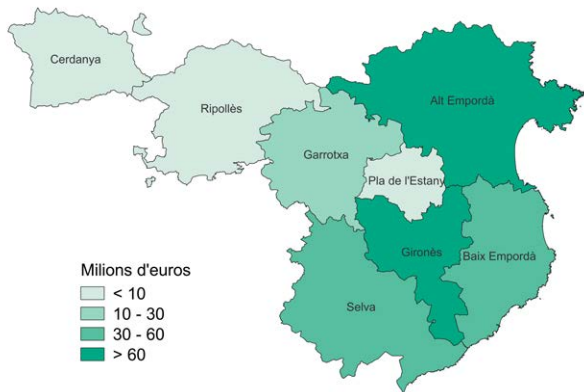 Cerdanya
Ripollès
Alt Empordà
Garrotxa
Pla de l'Estany
Gironés
Baix Empordà
Selva
Milions d'euros
< 10
10 - 30
30 - 60
> 60